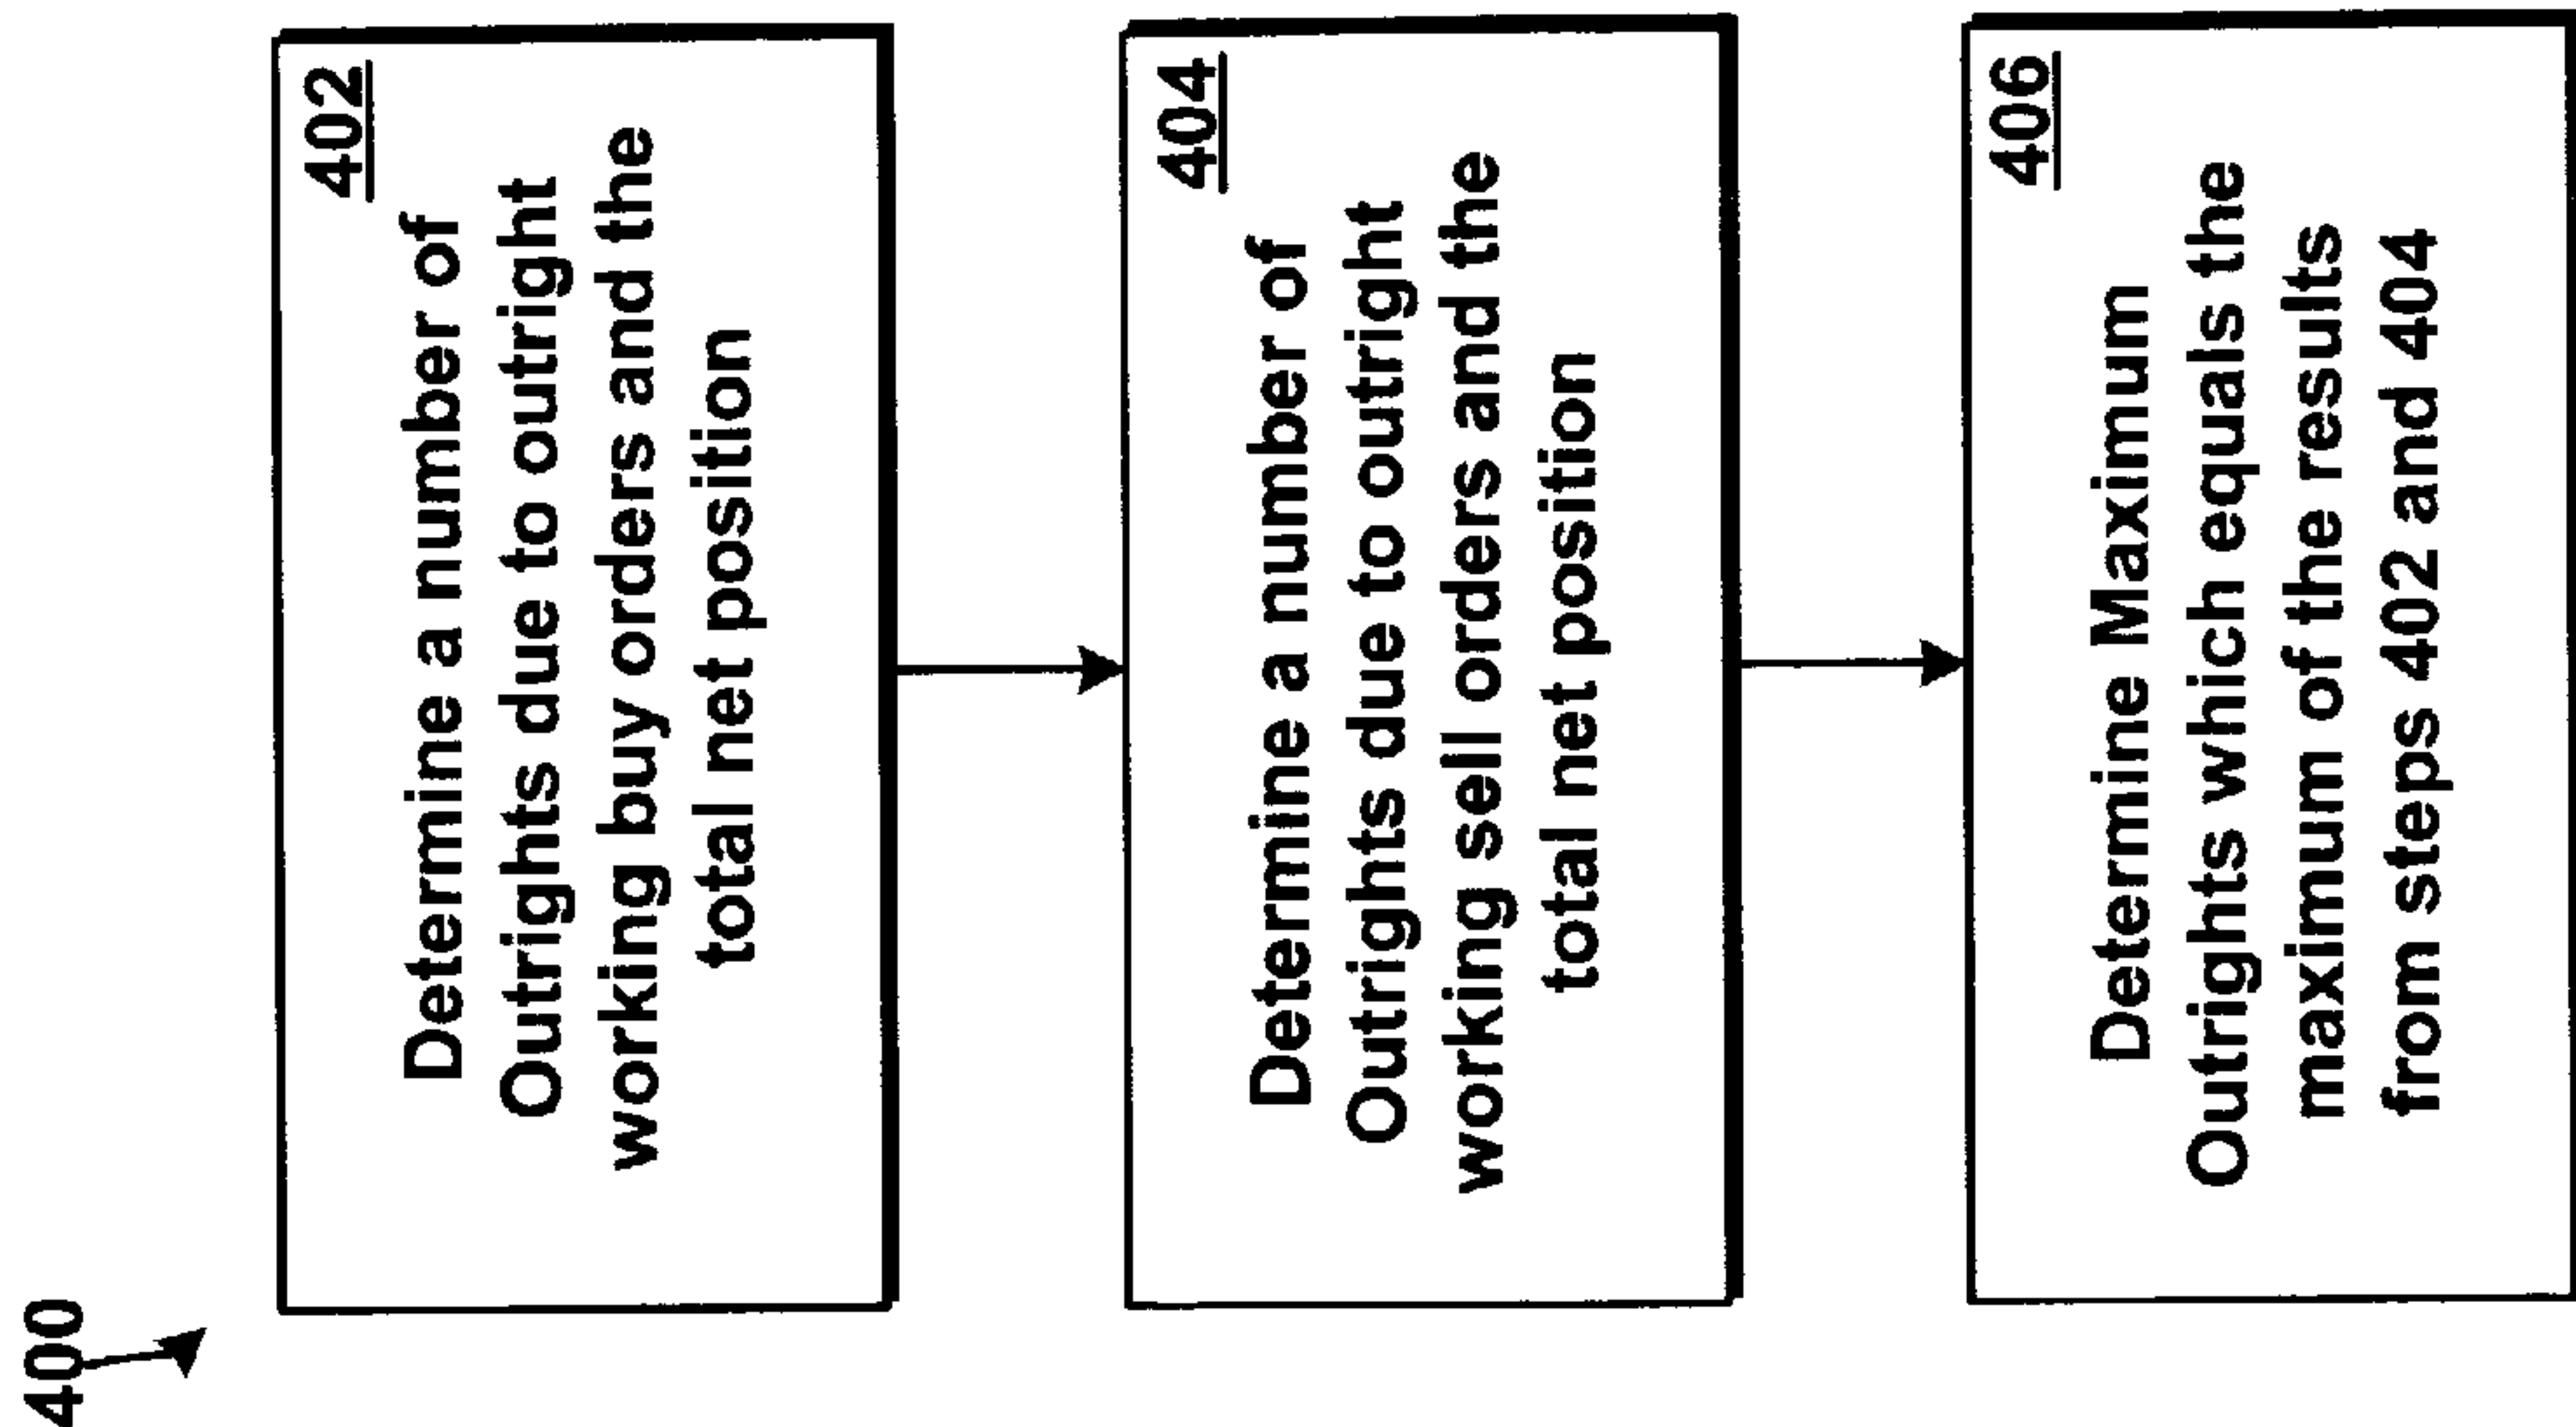 400
402
Determine a number of
Outrights due to outright
working buy orders and the
total net position
404
Determine a number of
Outrights due to outright
working sell orders and the
total net position
406
Determine Maximum
Outrights which equals the
maximum of the results
from steps 402 and 404